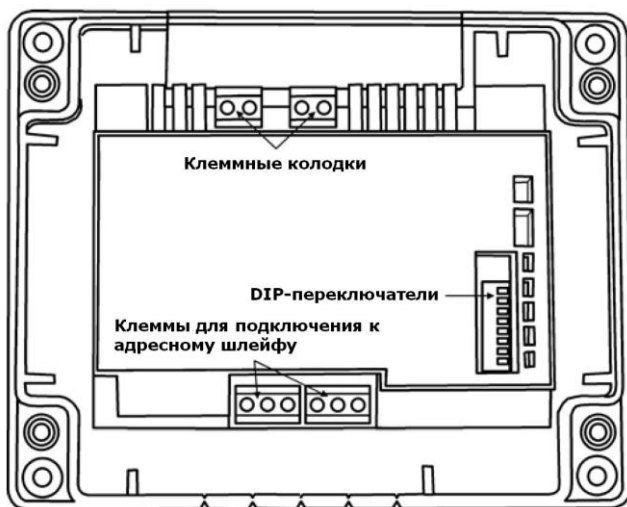 Клеммные колодки
DIP-переключатели
Клеммы для подключения к
адресному шлейфу